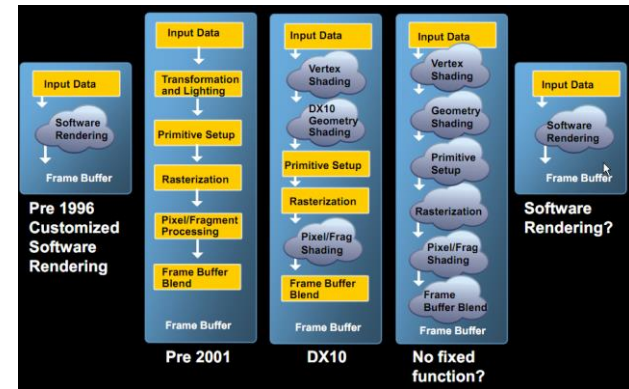 Input Data
Software
Rendering
Frame Buffer
Pre 1996
Customized
Software
Rendering
Input Data
Transformation
and Lighting
Primitive Setup
Rasterization
Pixel/Fragment
Processing
Frame Buffer
Blend
Frame Buffer
Pre 2001
Input Data
Vertex
Shading
DX10
Geometry
Shading
Primitive Setup
Rasterization
Pixel/Frag
Shading
Frame Buffer
Blend
Frame Buffer
DX10
Input Data
Vertex
Shading
Geometry
Shading
Primitive
Setup
Rasterization
Pixel/Frag
Shading
Frame
Buffer Blend
Frame Buffer
No fixed
function?
Input Data
Software
Rendering
Frame Buffer
Software
Rendering?